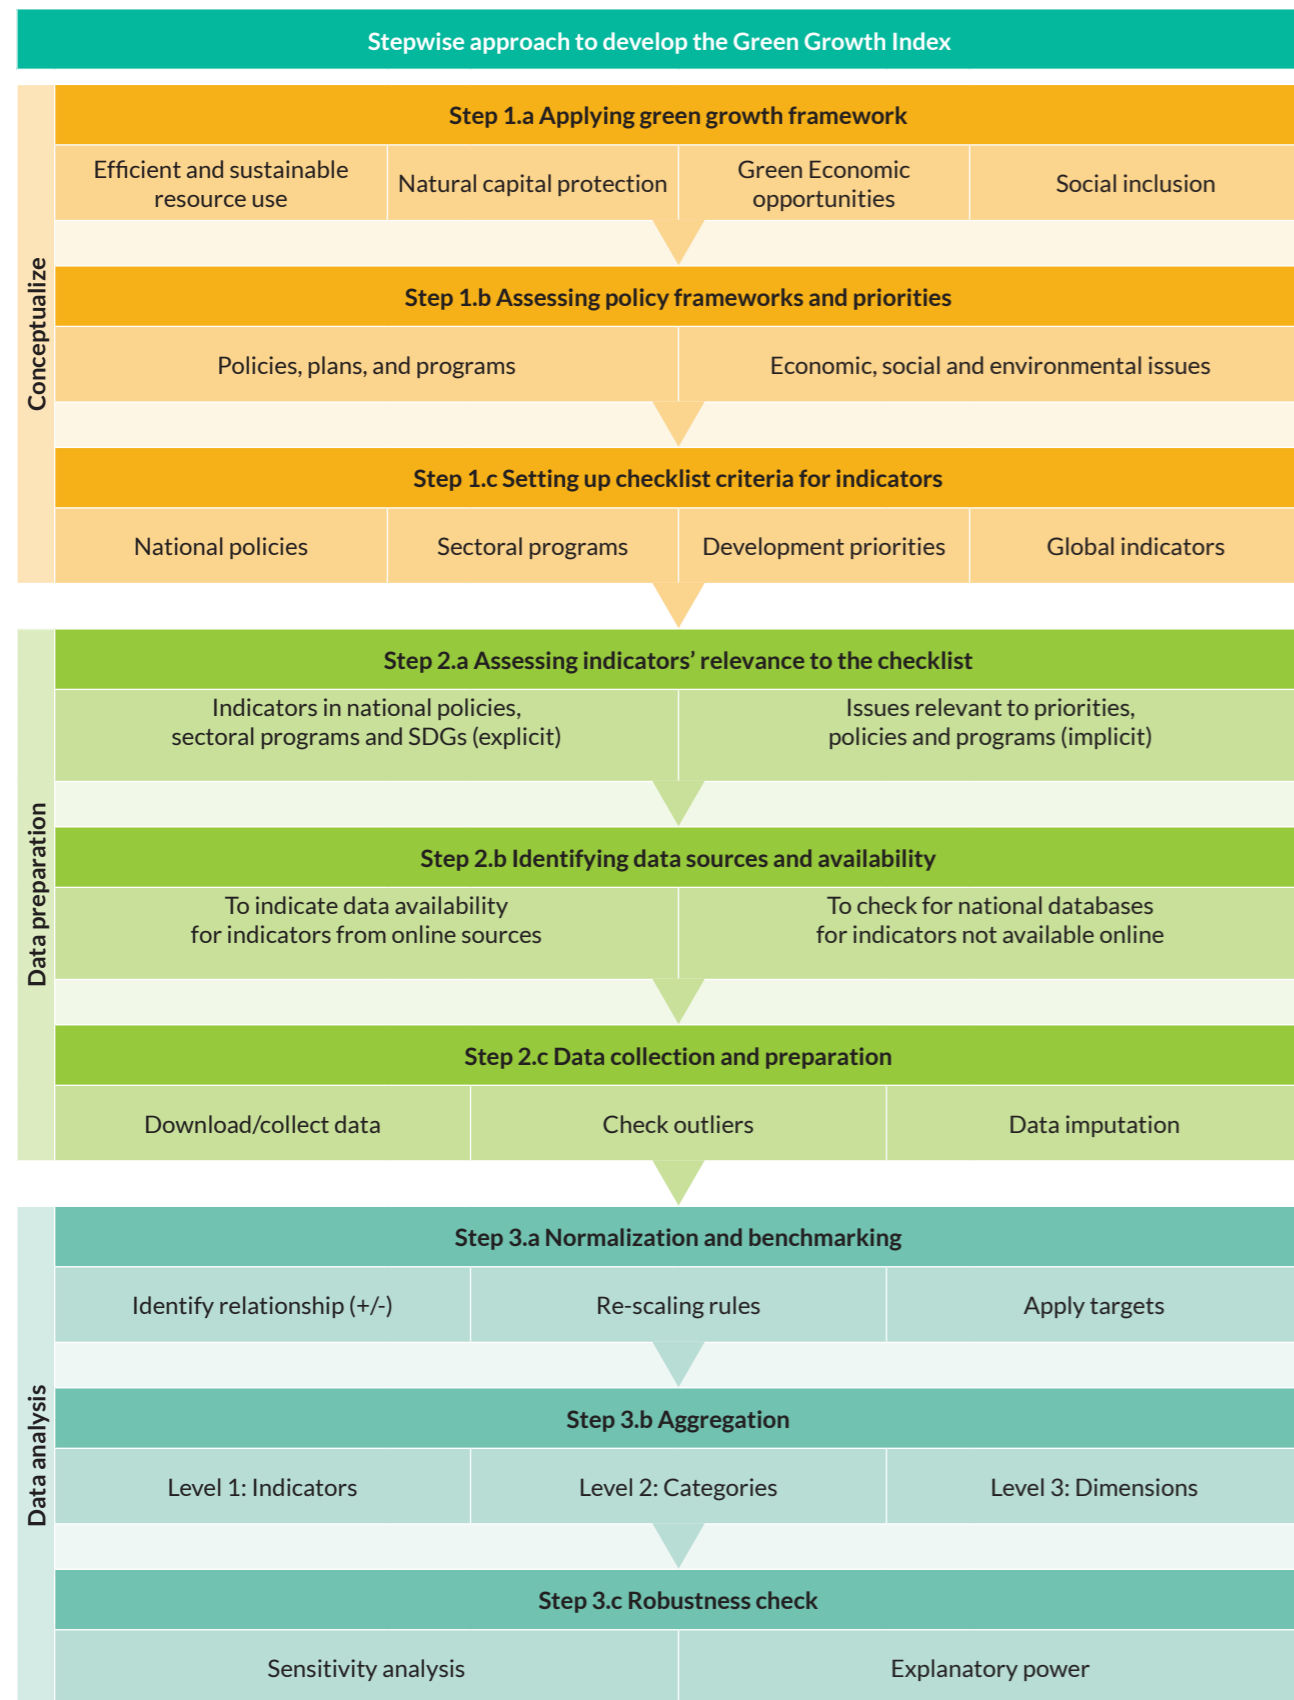 Stepwise approach to develop the Green Growth Index
Conceptualize
Step 1.a Applying green growth framework
Efficient and sustainable
resource use
Natural capital protection
Green Economic
opportunities
Social inclusion
Step 1.b Assessing policy frameworks and priorities
Policies, plans, and programs
Economic, social and environmental issues
Step 1.c Setting up checklist criteria for indicators
National policies
Sectoral programs
Development priorities
Global indicators
Data preparation
Step 2.a Assessing indicators’ relevance to the checklist
Indicators in national policies,
sectoral programs and SDGs (explicit)
Issues relevant to priorities,
policies and programs (implicit)
Step 2.b Identifying data sources and availability
To indicate data availability
for indicators from online sources
To check for national databases
for indicators not available online
Step 2.c Data collection and preparation
Download/collect data
Check outliers
Data imputation
Data analysis
Step 3.a Normalization and benchmarking
Identify relationship (+/-)
Re-scaling rules
Apply targets
Step 3.b Aggregation
Level 1: Indicators
Level 2: Categories
Level 3: Dimensions
Step 3.c Robustness check
Sensitivity analysis
Explanatory power